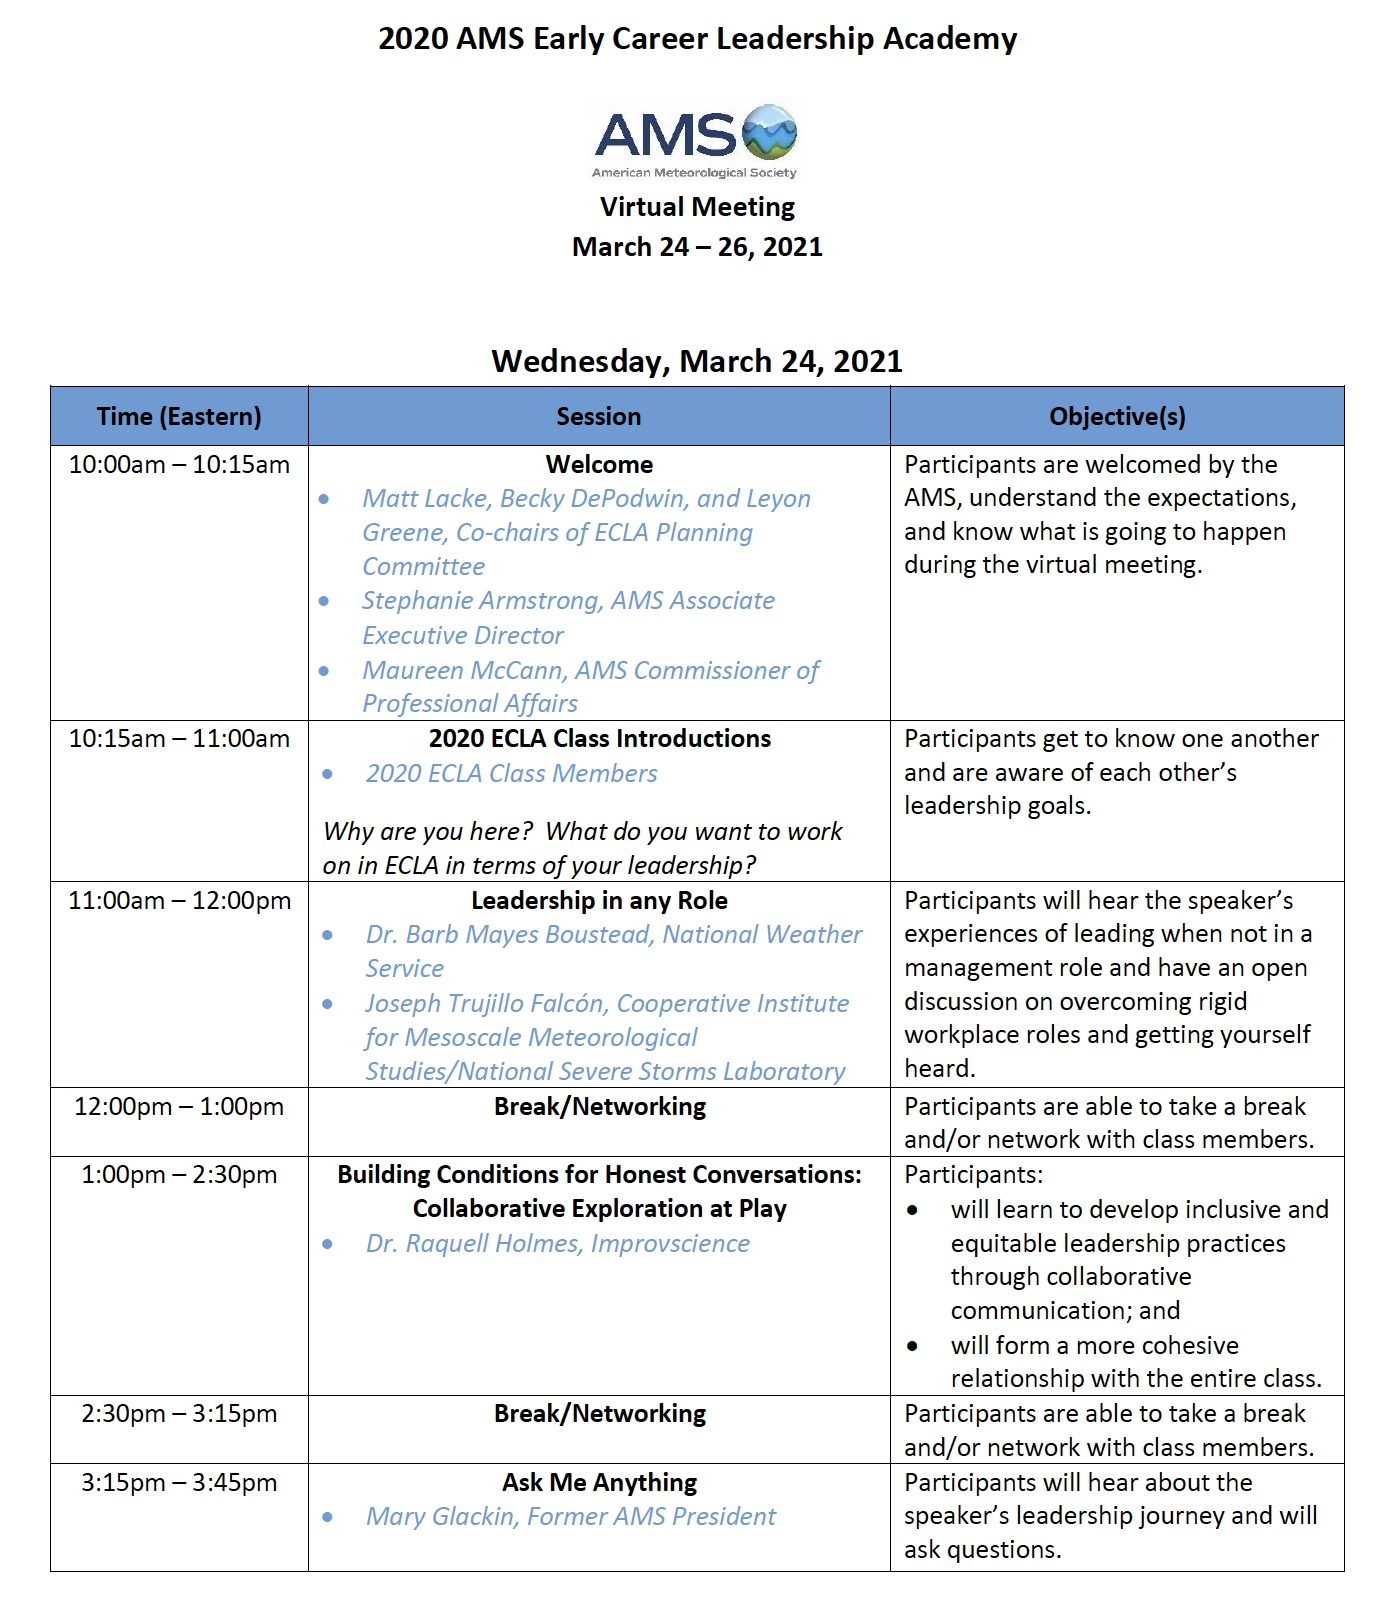 2020 AMS Early Career Leadership Academy
AMS
American Meteorological Society
Virtual Meeting
March 24 – 26, 2021
Wednesday, March 24, 2021
Time (Eastern)
Session
Objective(s)
10:00am – 10:15am
Welcome
• Matt Lacke, Becky DePodwin, and Leyon
Greene, Co-chairs of ECLA Planning
Committee
• Stephanie Armstrong, AMS Associate
Executive Director
• Maureen McCann, AMS Commissioner of
Professional Affairs
Participants are welcomed by the
AMS, understand the expectations,
and know what is going to happen
during the virtual meeting.
10:15am – 11:00am
2020 ECLA Class Introductions
• 2020 ECLA Class Members
Why are you here?  What do you want to work
on in ECLA in terms of your leadership?
Participants get to know one another
and are aware of each other’s
leadership goals.
11:00am – 12:00pm
Leadership in any Role
• Dr. Barb Mayes Boustead, National Weather
Service
• Joseph Trujillo Falcón, Cooperative Institute
for Mesoscale Meteorological
Studies/National Severe Storms Laboratory
Participants will hear the speaker’s
experiences of leading when not in a
management role and have an open
discussion on overcoming rigid
workplace roles and getting yourself
heard.
12:00pm – 1:00pm
Break/Networking
Participants are able to take a break
and/or network with class members.
1:00pm – 2:30pm
Building Conditions for Honest Conversations:
Collaborative Exploration at Play
• Dr. Raquell Holmes, Improvscience
Participants:
• will learn to develop inclusive and
equitable leadership practices
through collaborative
communication; and
• will form a more cohesive
relationship with the entire class.
2:30pm – 3:15pm
Break/Networking
Participants are able to take a break
and/or network with class members.
3:15pm – 3:45pm
Ask Me Anything
• Mary Glackin, Former AMS President
Participants will hear about the
speaker’s leadership journey and will
ask questions.